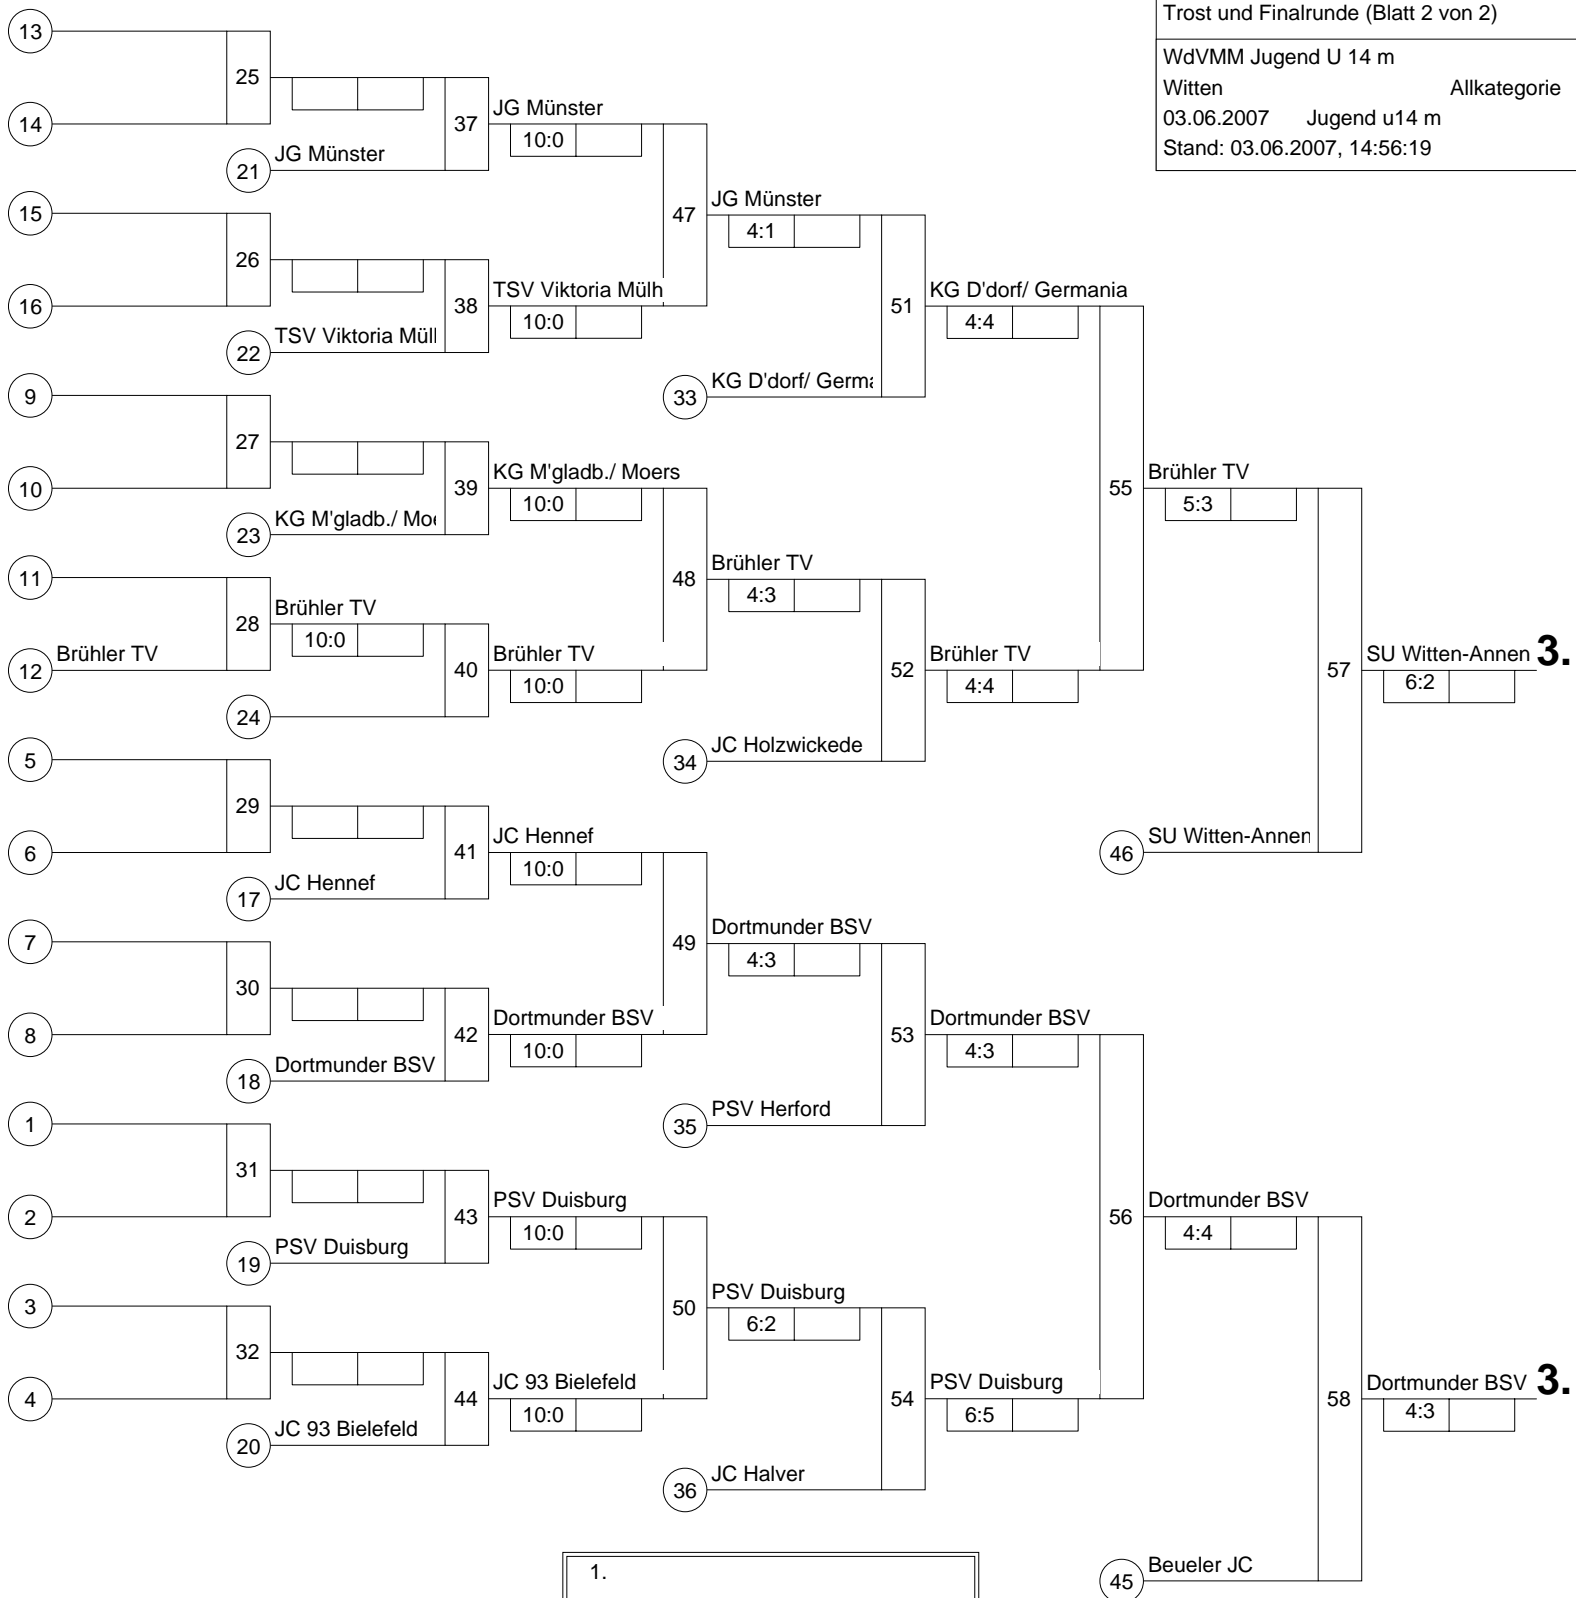 Trost und Finalrunde (Blatt 2 von 2)
WdVMM Jugend U 14 m
Witten Allkategorie
03.06.2007 Jugend u14 m
Stand: 03.06.2007, 14:56:19
13
25
14
37
JG Münster
10:0
21
JG Münster
15
47
JG Münster
4:1
26
16
38
TSV Viktoria Mülh
10:0
51
KG D'dorf/ Germania
4:4
22
TSV Viktoria Mül
33
KG D'dorf/ Germa
9
27
10
39
KG M'gladb./ Moers
10:0
55
Brühler TV
5:3
23
KG M'gladb./ Moe
11
48
Brühler TV
4:3
28
Brühler TV
10:0
12
Brühler TV
40
Brühler TV
10:0
52
Brühler TV
4:4
57
SU Witten-Annen 3.
6:2
24
5
34
JC Holzwickede
29
6
41
JC Hennef
10:0
46
SU Witten-Annen
17
JC Hennef
7
49
Dortmunder BSV
4:3
30
8
42
Dortmunder BSV
10:0
53
Dortmunder BSV
4:3
18
Dortmunder BSV
1
35
PSV Herford
31
2
43
PSV Duisburg
10:0
56
Dortmunder BSV
4:4
19
PSV Duisburg
3
50
PSV Duisburg
6:2
32
4
44
JC 93 Bielefeld
10:0
54
PSV Duisburg
6:5
58
Dortmunder BSV 3.
4:3
20
JC 93 Bielefeld
36
JC Halver
1.
45
Beueler JC